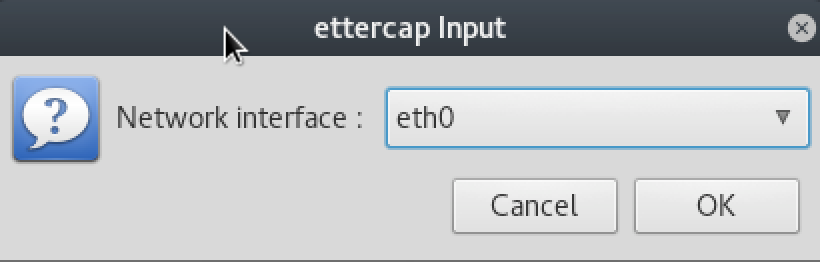 ettercap Input
Network interface : eth0
Cancel OK